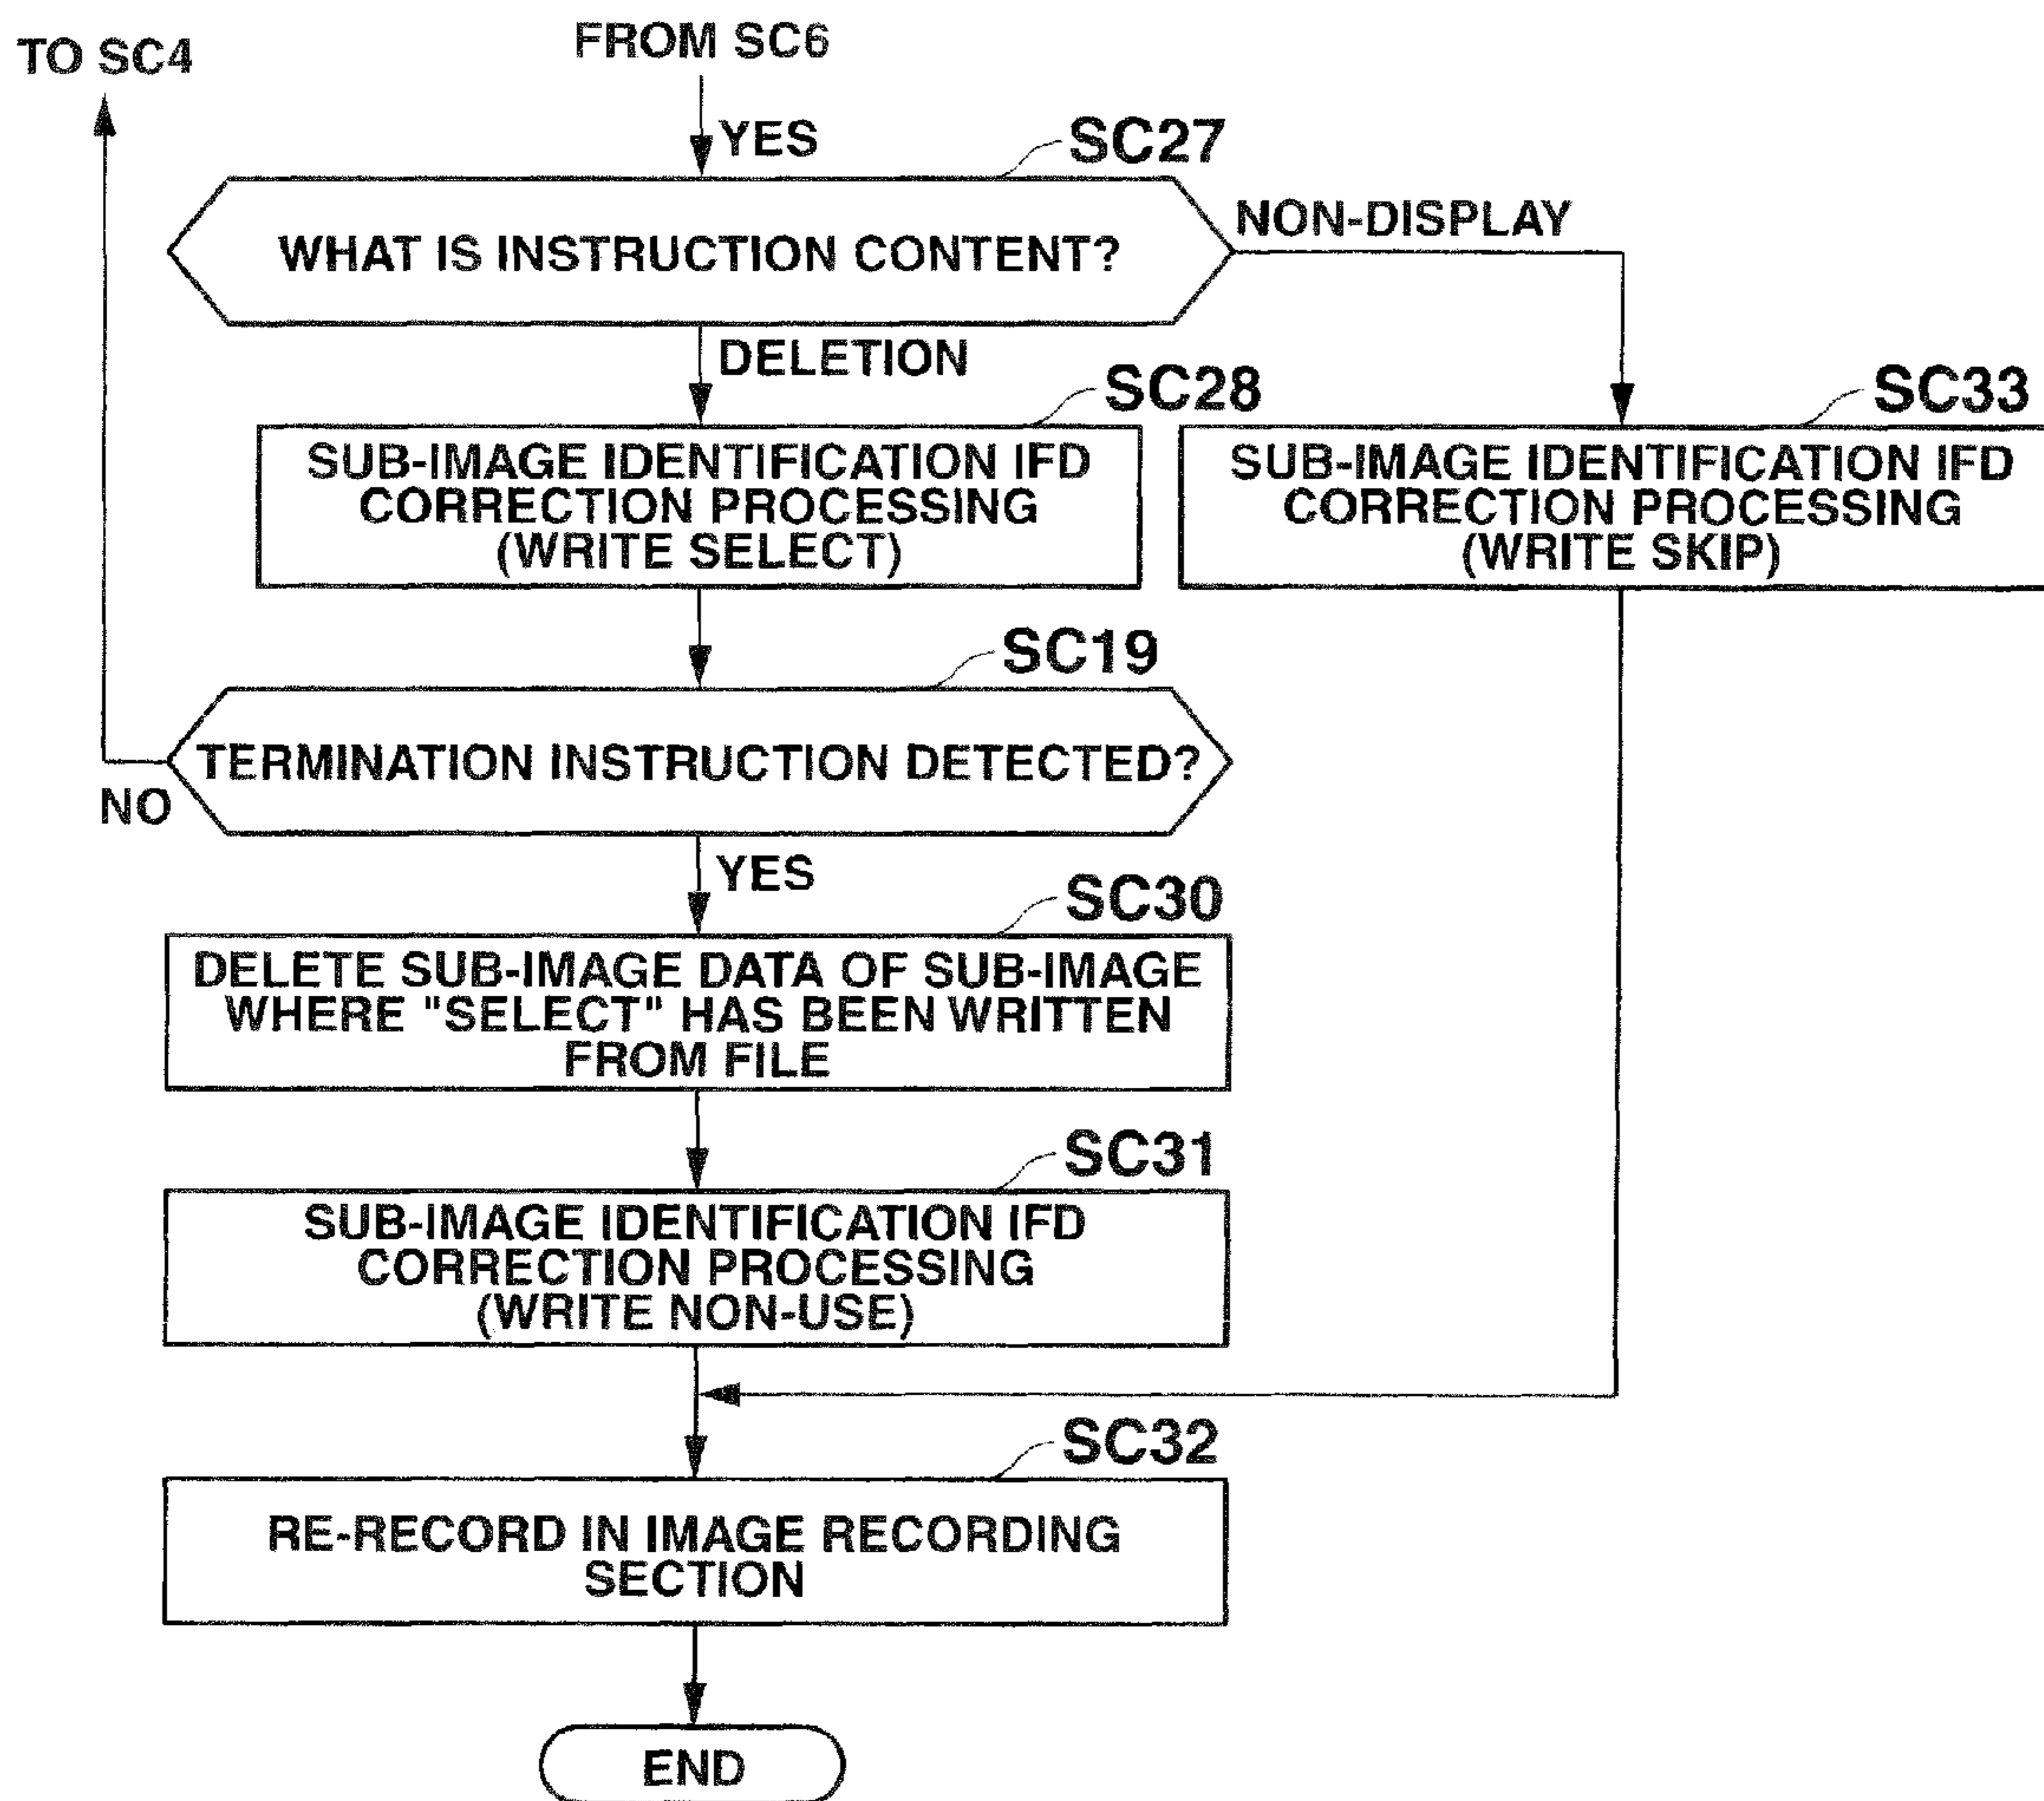 TO SC4
FROM SC6
YES
SC27
WHAT IS INSTRUCTION CONTENT?
NON-DISPLAY
DELETION
SC28
SUB-IMAGE IDENTIFICATION IFD
CORRECTION PROCESSING
(WRITE SELECT)
SC33
SUB-IMAGE IDENTIFICATION IFD
CORRECTION PROCESSING
(WRITE SKIP)
SC19
TERMINATION INSTRUCTION DETECTED?
NO
YES
SC30
DELETE SUB-IMAGE DATA OF SUB-IMAGE
WHERE "SELECT" HAS BEEN WRITTEN
FROM FILE
SC31
SUB-IMAGE IDENTIFICATION IFD
CORRECTION PROCESSING
(WRITE NON-USE)
SC32
RE-RECORD IN IMAGE RECORDING
SECTION
END